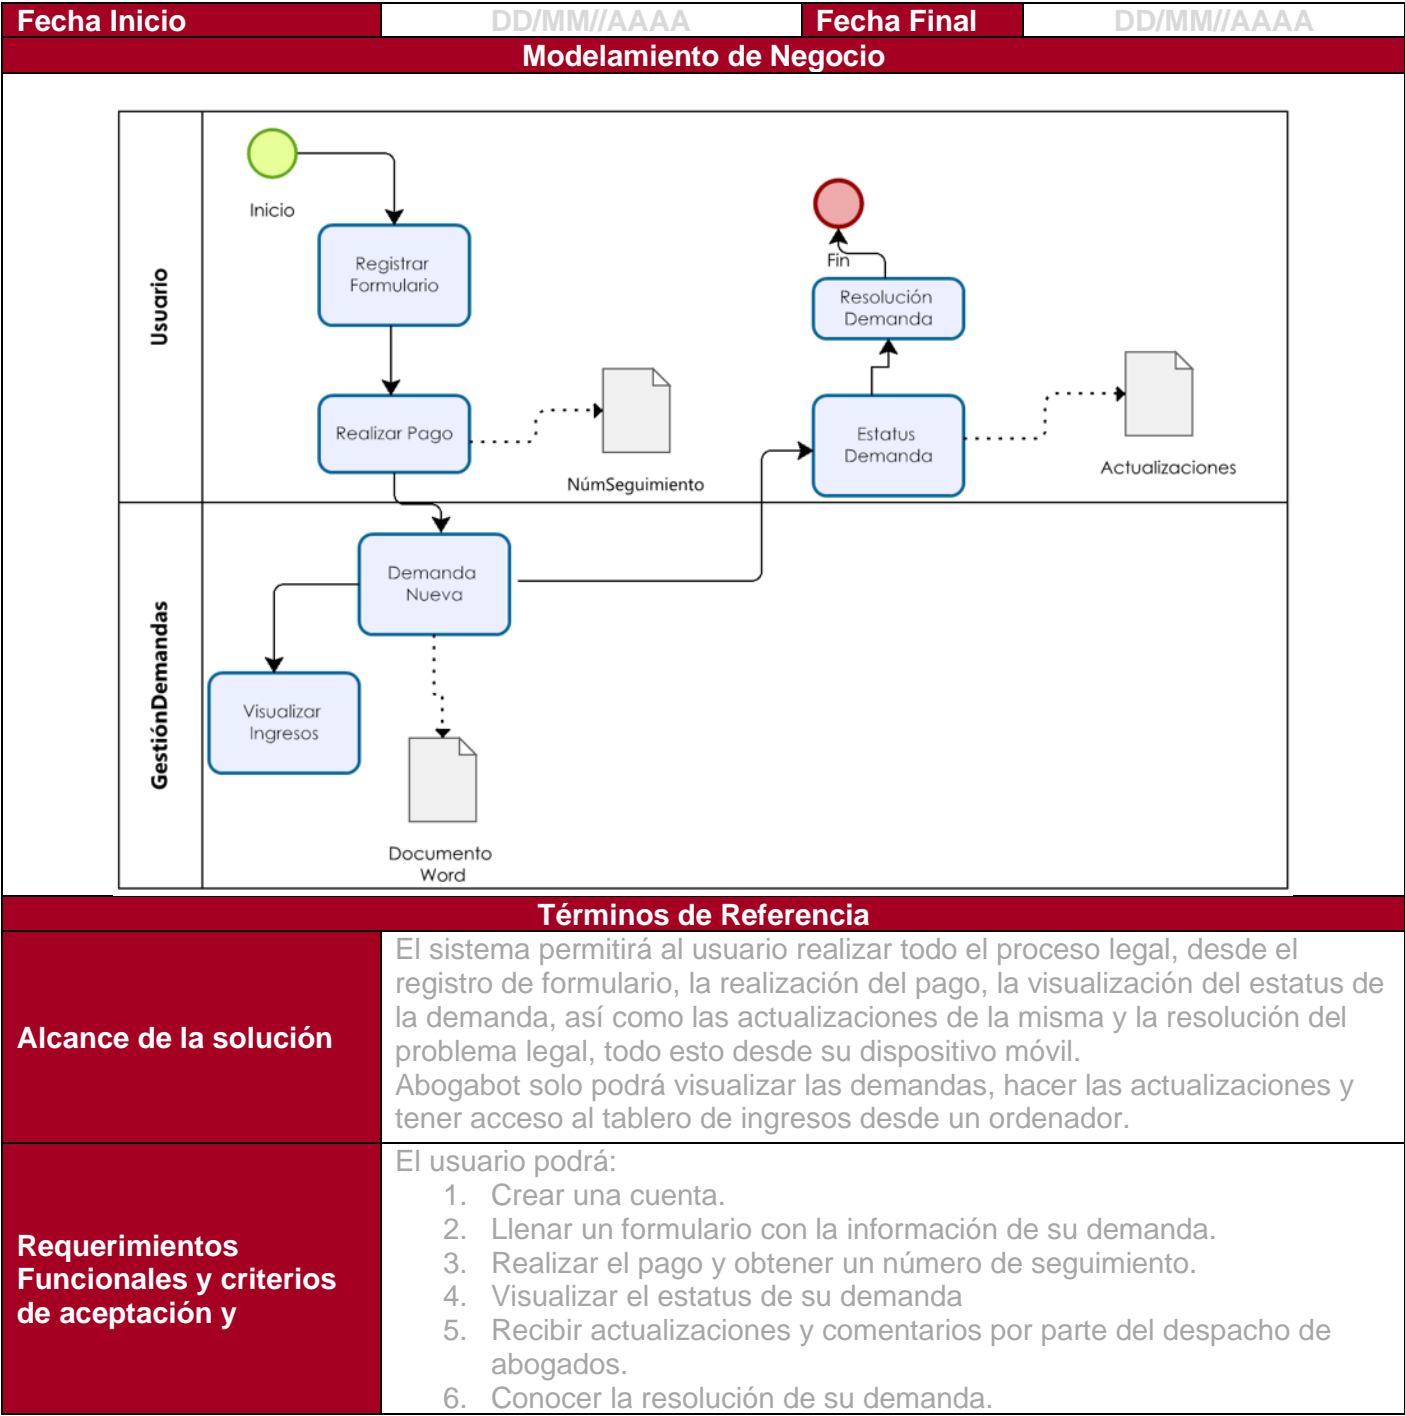 Fecha Inicio DD/MM//AAAA Fecha Final DD/MM//AAAA
Modelamiento de Negocio
Usuario
Inicio
Registrar
Formulario
Realizar Pago
NúmSeguimiento
Fin
Resolución
Demanda
Estatus
Demanda
Actualizaciones
GestiónDemandas
Demanda
Nueva
Visualizar
Ingresos
Documento
Word
Términos de Referencia
Alcance de la solución
El sistema permitirá al usuario realizar todo el proceso legal, desde el
registro de formulario, la realización del pago, la visualización del estatus de
la demanda, así como las actualizaciones de la misma y la resolución del
problema legal, todo esto desde su dispositivo móvil.
Abogabot solo podrá visualizar las demandas, hacer las actualizaciones y
tener acceso al tablero de ingresos desde un ordenador.
Requerimientos
Funcionales y criterios
de aceptación y
El usuario podrá:
1. Crear una cuenta.
2. Llenar un formulario con la información de su demanda.
3. Realizar el pago y obtener un número de seguimiento.
4. Visualizar el estatus de su demanda
5. Recibir actualizaciones y comentarios por parte del despacho de
abogados.
6. Conocer la resolución de su demanda.